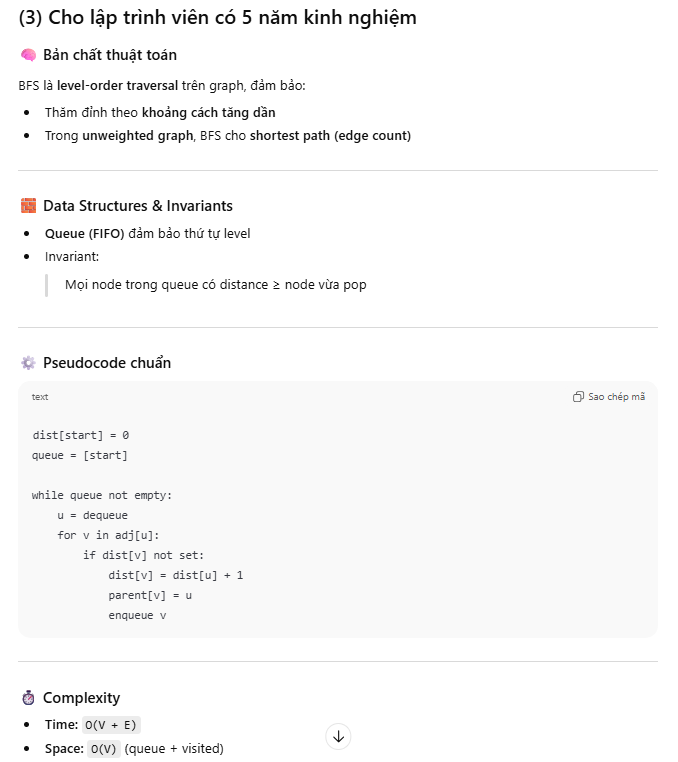 (3) Cho lập trình viên có 5 năm kinh nghiệm
🧠 Bản chất thuật toán
BFS là level-order traversal trên graph, đảm bảo:
• Thăm đỉnh theo khoảng cách tăng dần
• Trong unweighted graph, BFS cho shortest path (edge count)
🧱 Data Structures & Invariants
• Queue (FIFO) đảm bảo thứ tự level
• Invariant:
Mọi node trong queue có distance ≥ node vừa pop
⚙️ Pseudocode chuẩn
text
Sao chép mã
dist[start] = 0
queue = [start]
while queue not empty:
    u = dequeue
    for v in adj[u]:
        if dist[v] not set:
            dist[v] = dist[u] + 1
            parent[v] = u
            enqueue v
⏱️ Complexity
• Time: O(V + E)
• Space: O(V) (queue + visited)